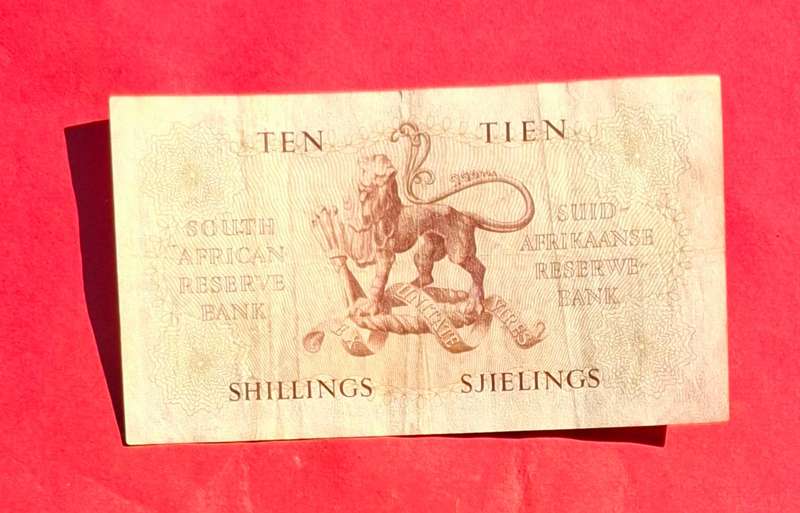 TEN
TIEN
SOUTH
AFRICAN
RESERVE
BANK
SUID-
AFRIKAANSE
RESERWE-
BANK
EX UNITATE VIRES
SHILLINGS
SJIELINGS